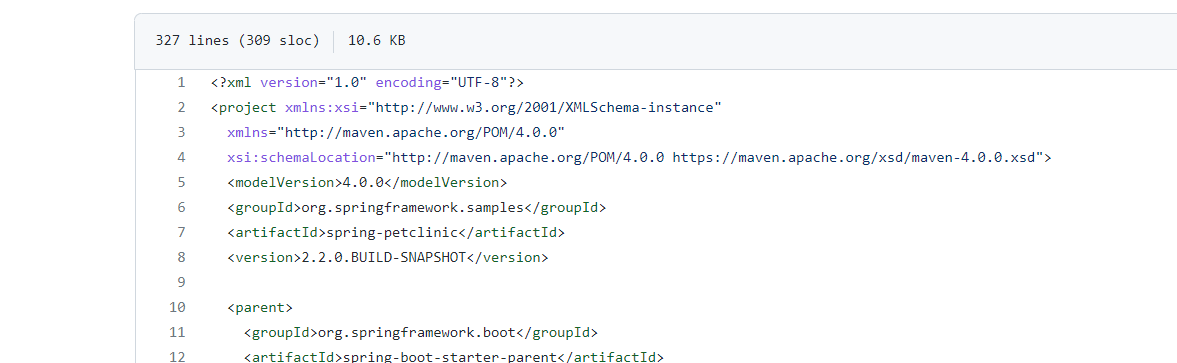 327 lines (309 sloc) 10.6 KB
1 <?xml version="1.0" encoding="UTF-8"?>
2 <project xmlns:xsi="http://www.w3.org/2001/XMLSchema-instance"
3 xmlns="http://maven.apache.org/POM/4.0.0"
4 xsi:schemaLocation="http://maven.apache.org/POM/4.0.0 https://maven.apache.org/xsd/maven-4.0.0.xsd">
5 <modelVersion>4.0.0</modelVersion>
6 <groupId>org.springframework.samples</groupId>
7 <artifactId>spring-petclinic</artifactId>
8 <version>2.2.0.BUILD-SNAPSHOT</version>
9
10 <parent>
11 <groupId>org.springframework.boot</groupId>
12 <artifactId>spring-boot-starter-parent</artifactId>